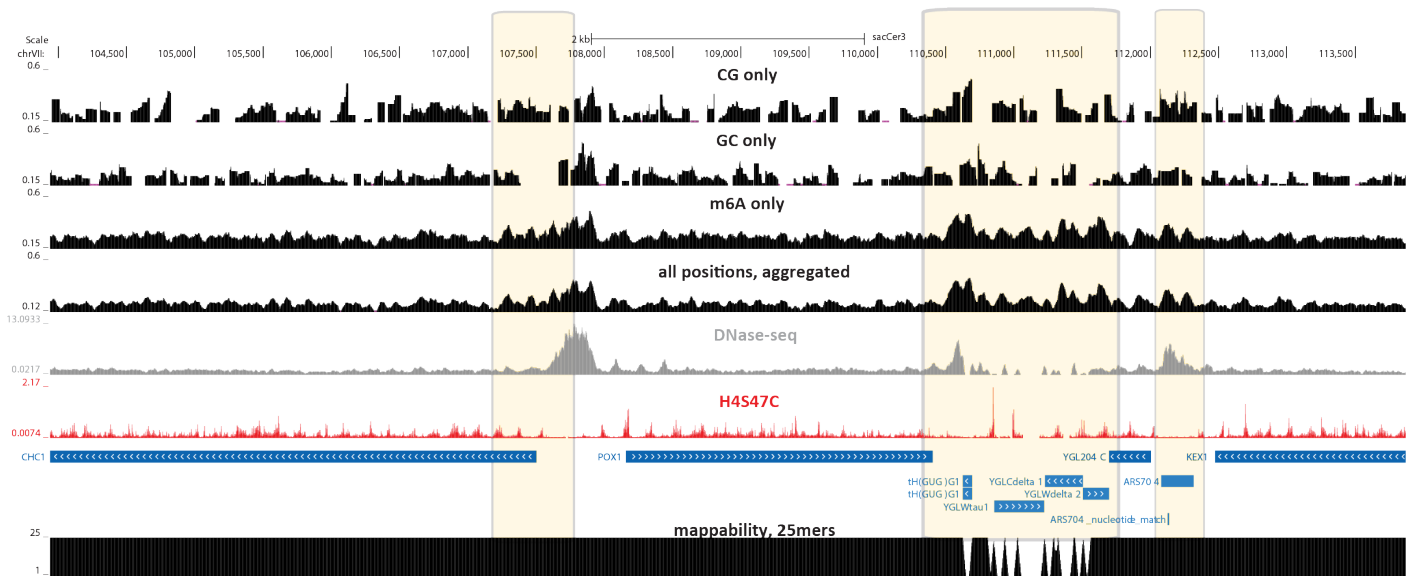 Scale 2 kb sacCer3
chrVII: 104,500 105,000 105,500 106,000 106,500 107,000 107,500 108,000 108,500 109,000 109,500 110,000 110,500 111,000 111,500 112,000 112,500 113,000 113,500
0.6 _
CG only
0.15 _
0.6 _
GC only
0.15 _
0.6 _
m6A only
0.15 _
0.6 _
all positions, aggregated
0.12 _
13.0933 _
DNase-seq
0.0217 _
2.17 _
H4S47C
0.0074 _
CHC1 POX1 YGL204 C KEX1
tH(GUG )G1 YGLCdelta 1 ARS70 4
tH(GUG )G1 YGLWdelta 2
YGLWtau1
ARS704 _nucleotide_match
mappability, 25mers
25 _
1 _